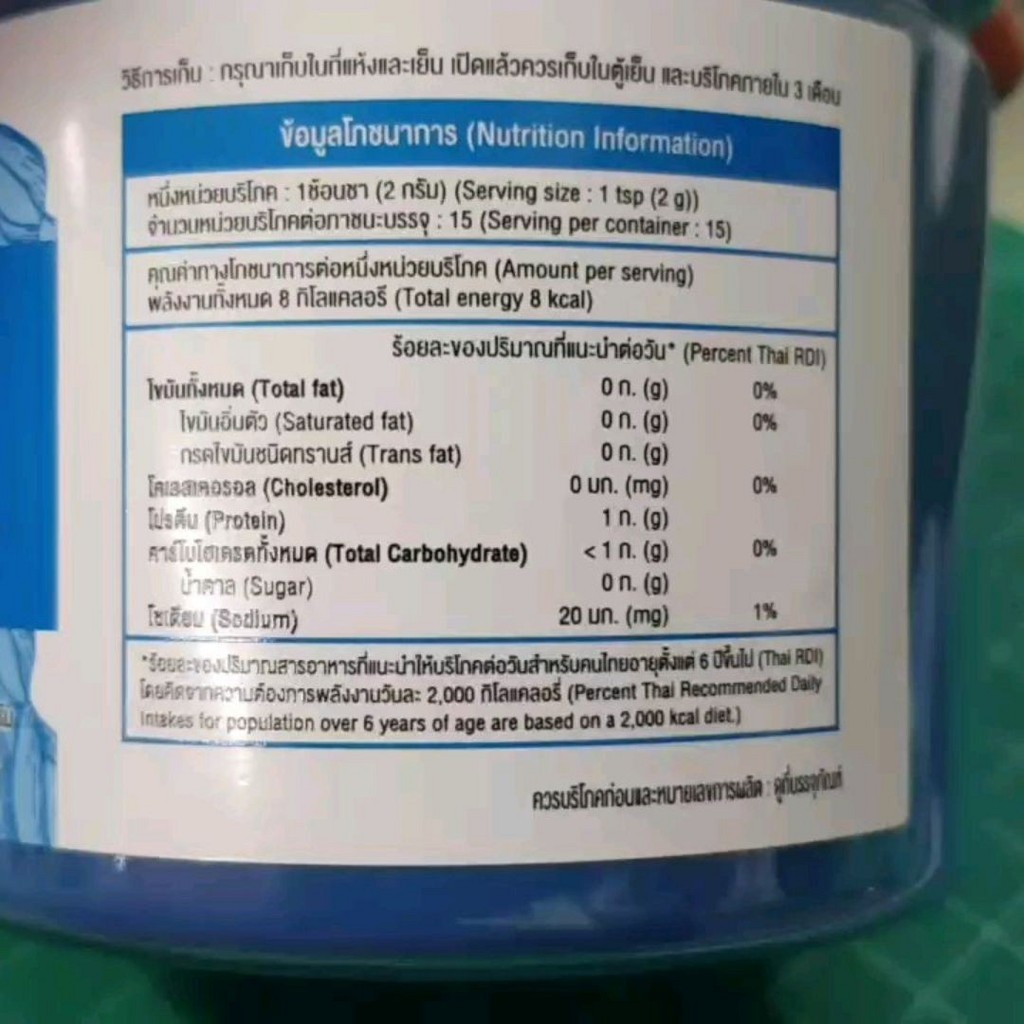 วิธีการเก็บ : กรุณาเก็บในที่แห้งและเย็น เปิดแล้วควรเก็บในตู้เย็น และบริโภคภายใน 3 เดือน
ข้อมูลโภชนาการ (Nutrition Information)
หนึ่งหน่วยบริโภค : 1ช้อนชา (2 กรัม) (Serving size : 1 tsp (2 g))
จำนวนหน่วยบริโภคต่อภาชนะบรรจุ : 15 (Serving per container : 15)
คุณค่าทางโภชนาการต่อหนึ่งหน่วยบริโภค (Amount per serving)
พลังงานทั้งหมด 8 กิโลแคลอรี (Total energy 8 kcal)
ร้อยละของปริมาณที่แนะนำต่อวัน* (Percent Thai RDI)
ไขมันทั้งหมด (Total fat) 0 ก. (g) 0%
ไขมันอิ่มตัว (Saturated fat) 0 ก. (g) 0%
กรดไขมันชนิดทรานส์ (Trans fat) 0 ก. (g)
โคเลสเตอรอล (Cholesterol) 0 มก. (mg) 0%
โปรตีน (Protein) 1 ก. (g)
คาร์โบไฮเดรตทั้งหมด (Total Carbohydrate) < 1 ก. (g) 0%
น้ำตาล (Sugar) 0 ก. (g)
โซเดียม (Sodium) 20 มก. (mg) 1%
*ร้อยละของปริมาณสารอาหารที่แนะนำให้บริโภคต่อวันสำหรับคนไทยอายุตั้งแต่ 6 ปีขึ้นไป (Thai RDI)
โดยคิดจากความต้องการพลังงานวันละ 2,000 กิโลแคลอรี่ (Percent Thai Recommended Daily
Intakes for population over 6 years of age are based on a 2,000 kcal diet.)
ควรบริโภคก่อนและหมายเลขการผลิต : ดูที่บรรจุภัณฑ์